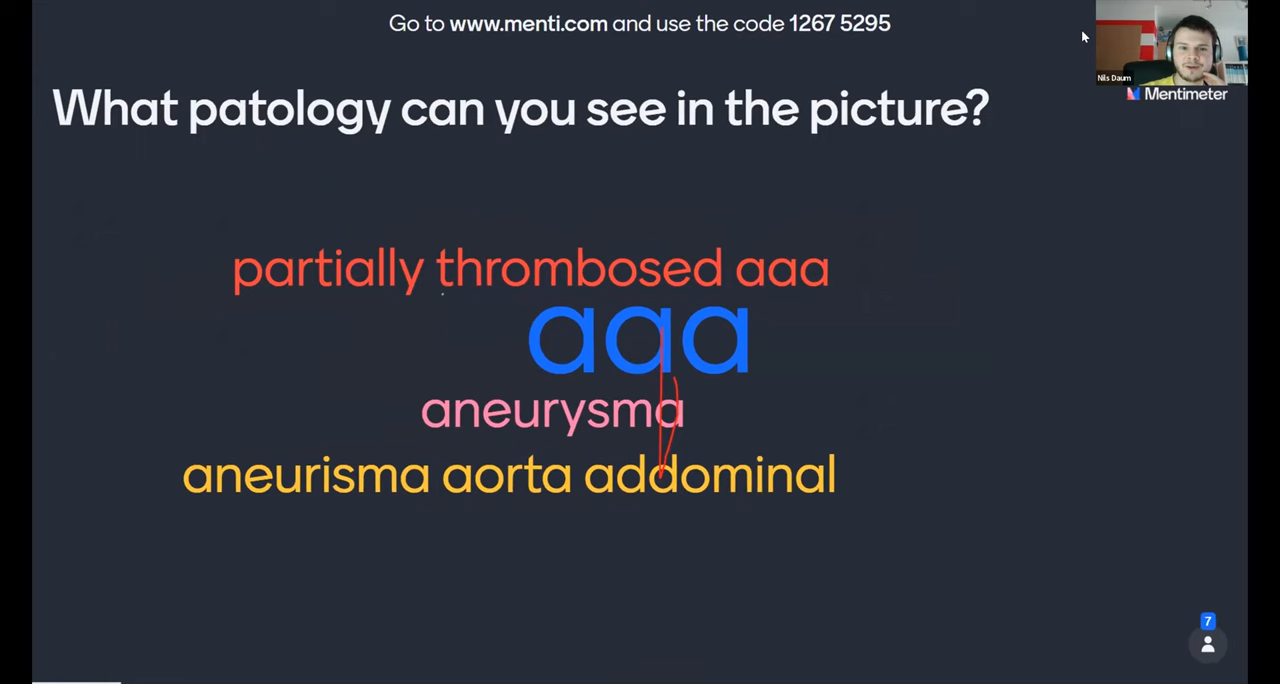 Go to www.menti.com and use the code 1267 5295
Nils Daum
Mentimeter
What patology can you see in the picture?
partially thrombosed aaa
aaa
aneurysma
aneurisma aorta addominal
7